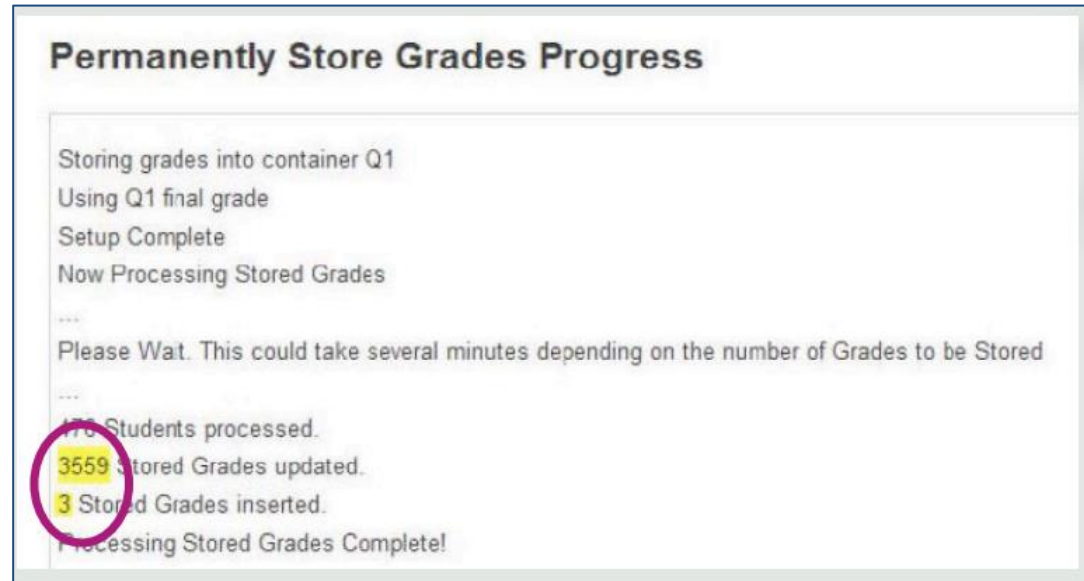 Permanently Store Grades Progress
Storing grades into container Q1
Using Q1 final grade
Setup Complete
Now Processing Stored Grades
...
Please Wait. This could take several minutes depending on the number of Grades to be Stored
...
Students processed.
3559 Stored Grades updated.
3 Stored Grades inserted.
Processing Stored Grades Complete!